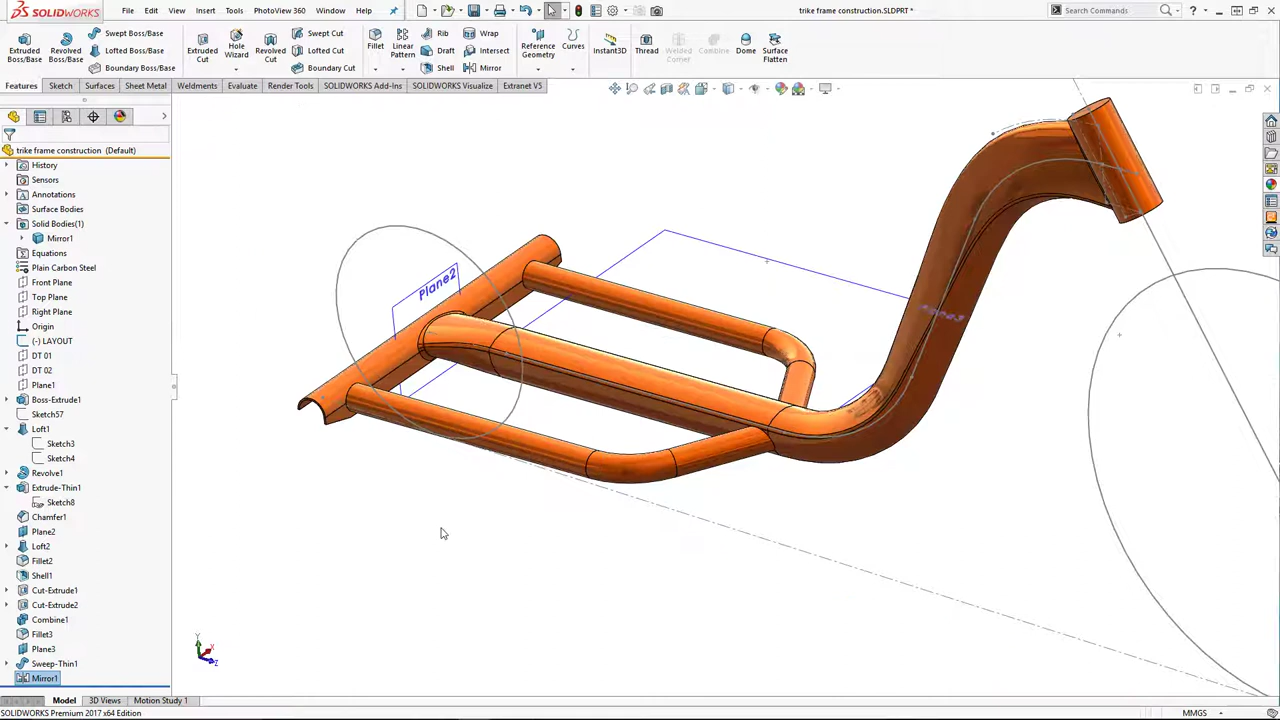 SOLIDWORKS
File Edit View Insert Tools PhotoView 360 Window Help
trike frame construction.SLDPRT *
Search Commands
Extruded Boss/Base
Revolved Boss/Base
Swept Boss/Base
Lofted Boss/Base
Boundary Boss/Base
Extruded Cut
Hole Wizard
Revolved Cut
Swept Cut
Lofted Cut
Boundary Cut
Fillet
Linear Pattern
Rib
Draft
Shell
Wrap
Intersect
Mirror
Reference Geometry
Curves
Instant3D
Thread
Welded Corner
Combine
Dome
Surface Flatten
Features Sketch Surfaces Sheet Metal Weldments Evaluate Render Tools SOLIDWORKS Add-Ins SOLIDWORKS Visualize Extranet V5
trike frame construction (Default)
History
Sensors
Annotations
Surface Bodies
Solid Bodies(1)
Mirror1
Equations
Plain Carbon Steel
Front Plane
Top Plane
Right Plane
Origin
(-) LAYOUT
DT 01
DT 02
Plane1
Boss-Extrude1
Sketch57
Loft1
Sketch3
Sketch4
Revolve1
Extrude-Thin1
Sketch8
Chamfer1
Plane2
Loft2
Fillet2
Shell1
Cut-Extrude1
Cut-Extrude2
Combine1
Fillet3
Plane3
Sweep-Thin1
Mirror1
Plane2
Plane3
Y
X
Z
Model 3D Views Motion Study 1
SOLIDWORKS Premium 2017 x64 Edition
MMGS